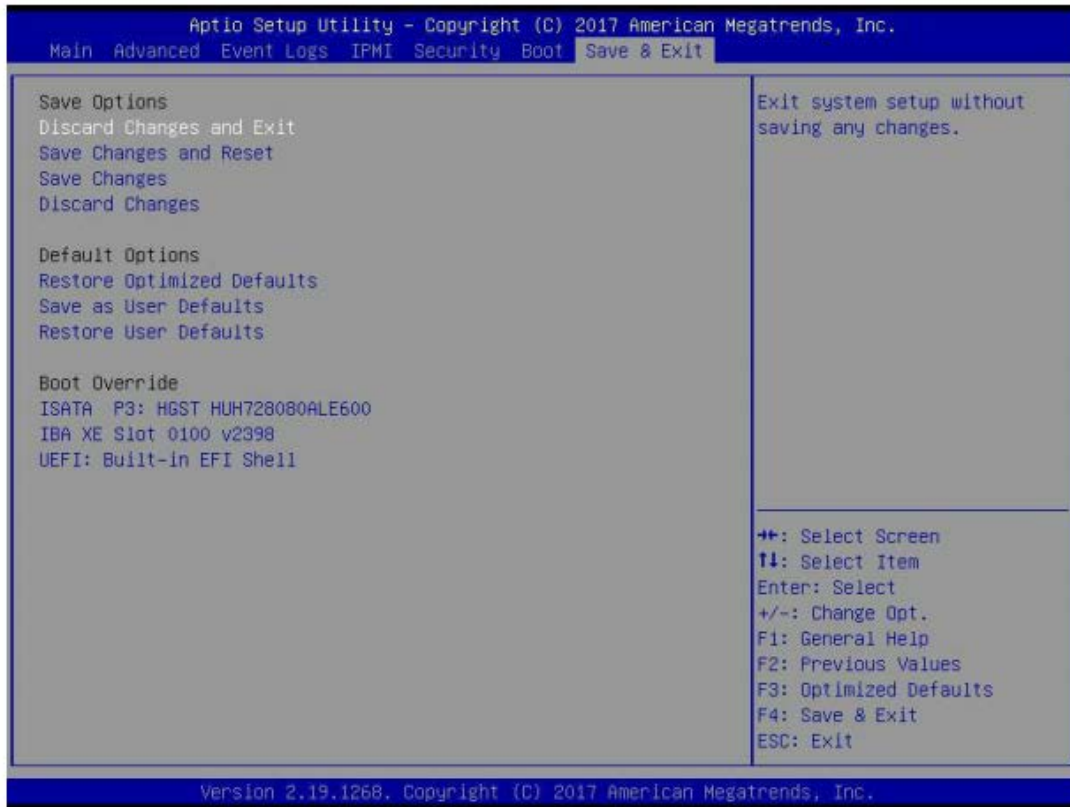 Aptio Setup Utility – Copyright (C) 2017 American Megatrends, Inc.
Main Advanced Event Logs IPMI Security Boot Save & Exit
Save Options
Discard Changes and Exit
Save Changes and Reset
Save Changes
Discard Changes
Default Options
Restore Optimized Defaults
Save as User Defaults
Restore User Defaults
Boot Override
ISATA P3: HGST HUH728080ALE600
IBA XE Slot 0100 v2398
UEFI: Built-in EFI Shell
Exit system setup without
saving any changes.
→←: Select Screen
↑↓: Select Item
Enter: Select
+/-: Change Opt.
F1: General Help
F2: Previous Values
F3: Optimized Defaults
F4: Save & Exit
ESC: Exit
Version 2.19.1268. Copyright (C) 2017 American Megatrends, Inc.